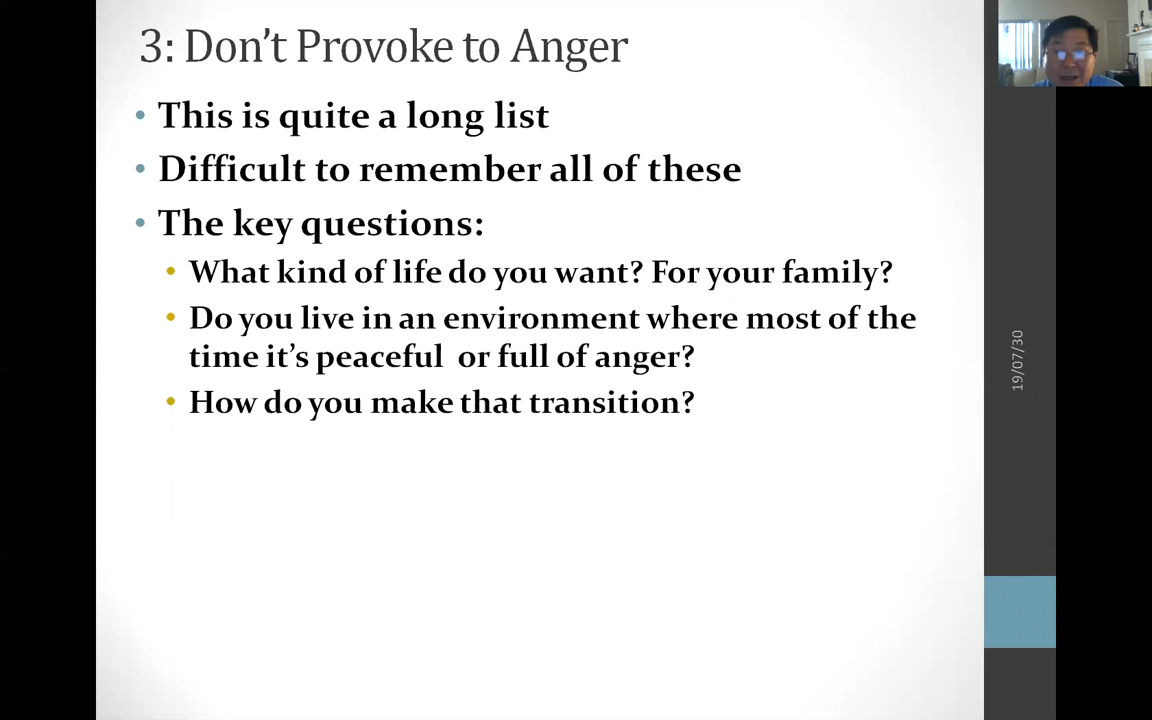 3: Don’t Provoke to Anger
• This is quite a long list
• Difficult to remember all of these
• The key questions:
• What kind of life do you want? For your family?
• Do you live in an environment where most of the
time it’s peaceful  or full of anger?
• How do you make that transition?
19/07/30